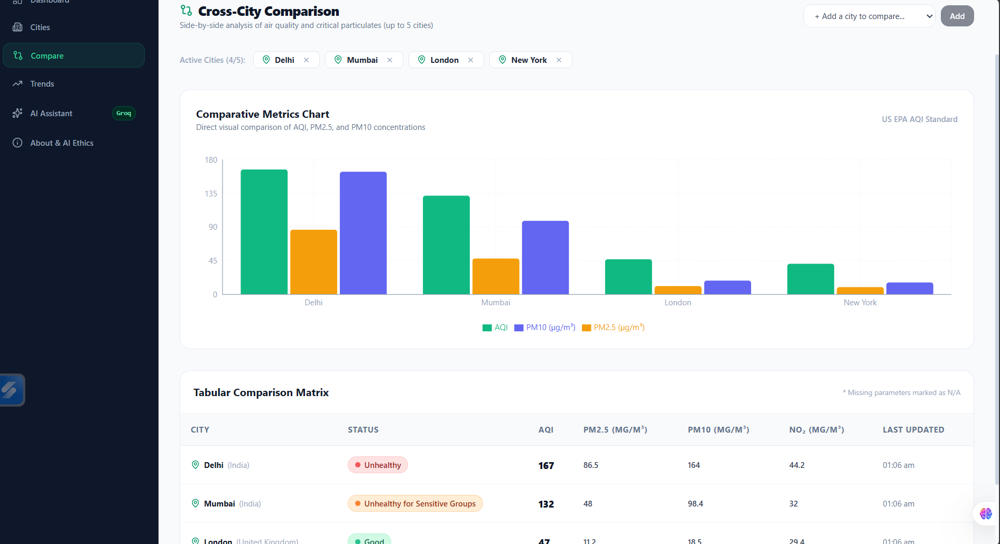 Dashboard
Cities
Compare
Trends
AI Assistant Groq
About & AI Ethics
Cross-City Comparison
Side-by-side analysis of air quality and critical particulates (up to 5 cities)
+ Add a city to compare... Add
Active Cities (4/5): Delhi × Mumbai × London × New York ×
Comparative Metrics Chart
Direct visual comparison of AQI, PM2.5, and PM10 concentrations
US EPA AQI Standard
180
135
90
45
0
Delhi Mumbai London New York
AQI PM10 (µg/m³) PM2.5 (µg/m³)
Tabular Comparison Matrix
* Missing parameters marked as N/A
CITY STATUS AQI PM2.5 (ΜG/M³) PM10 (ΜG/M³) NO₂ (ΜG/M³) LAST UPDATED
Delhi (India) Unhealthy 167 86.5 164 44.2 01:06 am
Mumbai (India) Unhealthy for Sensitive Groups 132 48 98.4 32 01:06 am
London (United Kingdom) Good 47 11.2 18.5 29.4 01:06 am